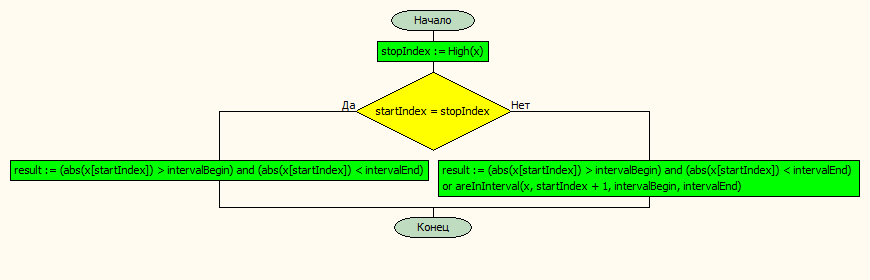 Начало
stopIndex := High(x)
Да
startIndex = stopIndex
Нет
result := (abs(x[startIndex]) > intervalBegin) and (abs(x[startIndex]) < intervalEnd)
result := (abs(x[startIndex]) > intervalBegin) and (abs(x[startIndex]) < intervalEnd)
or areInInterval(x, startIndex + 1, intervalBegin, intervalEnd)
Конец